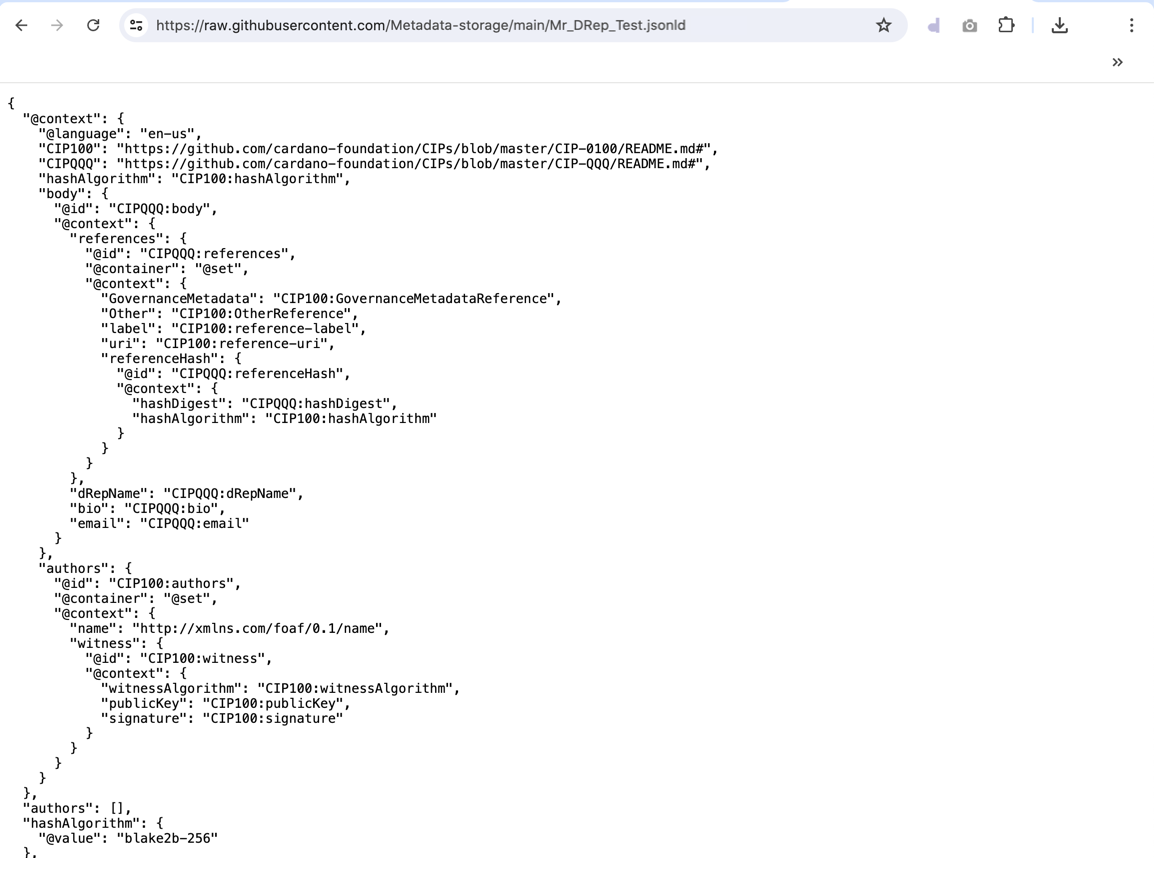 https://raw.githubusercontent.com/Metadata-storage/main/Mr_DRep_Test.jsonld
{
  "@context": {
    "@language": "en-us",
    "CIP100": "https://github.com/cardano-foundation/CIPs/blob/master/CIP-0100/README.md#",
    "CIPQQQ": "https://github.com/cardano-foundation/CIPs/blob/master/CIP-QQQ/README.md#",
    "hashAlgorithm": "CIP100:hashAlgorithm",
    "body": {
      "@id": "CIPQQQ:body",
      "@context": {
        "references": {
          "@id": "CIPQQQ:references",
          "@container": "@set",
          "@context": {
            "GovernanceMetadata": "CIP100:GovernanceMetadataReference",
            "Other": "CIP100:OtherReference",
            "label": "CIP100:reference-label",
            "uri": "CIP100:reference-uri",
            "referenceHash": {
              "@id": "CIPQQQ:referenceHash",
              "@context": {
                "hashDigest": "CIPQQQ:hashDigest",
                "hashAlgorithm": "CIP100:hashAlgorithm"
              }
            }
          }
        },
        "dRepName": "CIPQQQ:dRepName",
        "bio": "CIPQQQ:bio",
        "email": "CIPQQQ:email"
      }
    },
    "authors": {
      "@id": "CIP100:authors",
      "@container": "@set",
      "@context": {
        "name": "http://xmlns.com/foaf/0.1/name",
        "witness": {
          "@id": "CIP100:witness",
          "@context": {
            "witnessAlgorithm": "CIP100:witnessAlgorithm",
            "publicKey": "CIP100:publicKey",
            "signature": "CIP100:signature"
          }
        }
      }
    }
  },
  "authors": [],
  "hashAlgorithm": {
    "@value": "blake2b-256"
  },